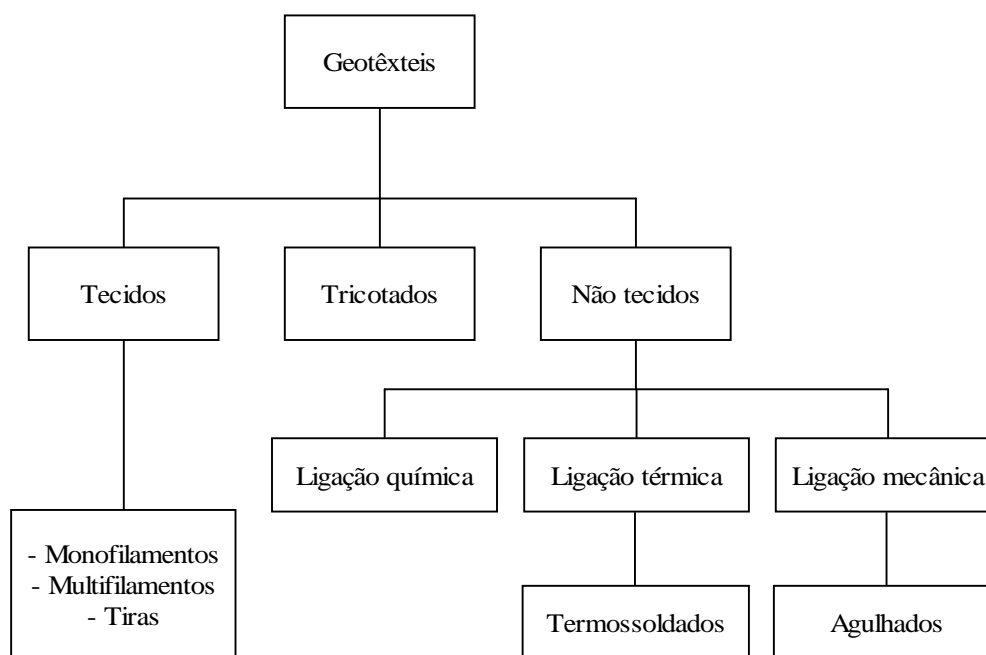 Geotêxteis
Tecidos
Tricotados
Não tecidos
Ligação química
Ligação térmica
Ligação mecânica
- Monofilamentos
- Multifilamentos
- Tiras
Termossoldados
Agulhados